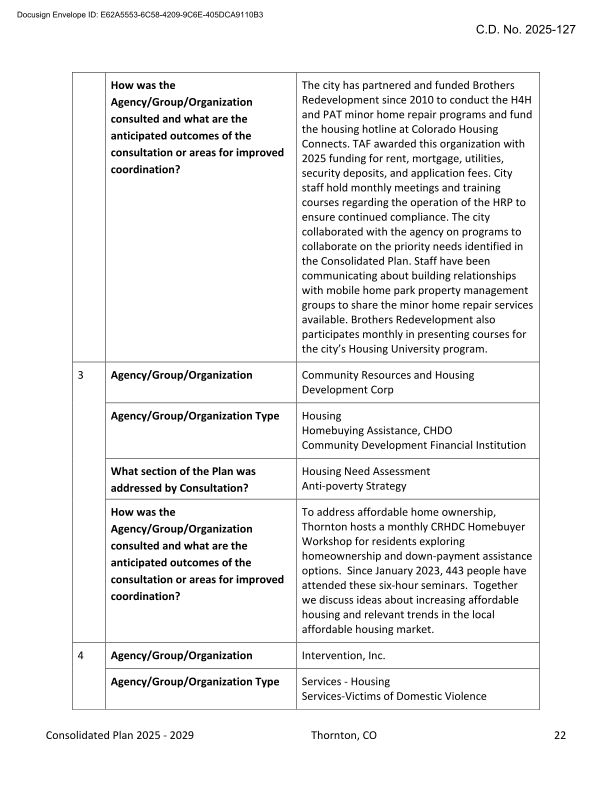 Docusign Envelope ID: E62A5553-6C58-4209-9C6E-405DCA9110B3
C.D. No. 2025-127
How was the
Agency/Group/Organization
consulted and what are the
anticipated outcomes of the
consultation or areas for improved
coordination?
The city has partnered and funded Brothers
Redevelopment since 2010 to conduct the H4H
and PAT minor home repair programs and fund
the housing hotline at Colorado Housing
Connects. TAF awarded this organization with
2025 funding for rent, mortgage, utilities,
security deposits, and application fees. City
staff hold monthly meetings and training
courses regarding the operation of the HRP to
ensure continued compliance. The city
collaborated with the agency on programs to
collaborate on the priority needs identified in
the Consolidated Plan. Staff have been
communicating about building relationships
with mobile home park property management
groups to share the minor home repair services
available. Brothers Redevelopment also
participates monthly in presenting courses for
the city’s Housing University program.
3
Agency/Group/Organization
Community Resources and Housing
Development Corp
Agency/Group/Organization Type
Housing
Homebuying Assistance, CHDO
Community Development Financial Institution
What section of the Plan was
addressed by Consultation?
Housing Need Assessment
Anti-poverty Strategy
How was the
Agency/Group/Organization
consulted and what are the
anticipated outcomes of the
consultation or areas for improved
coordination?
To address affordable home ownership,
Thornton hosts a monthly CRHDC Homebuyer
Workshop for residents exploring
homeownership and down-payment assistance
options.  Since January 2023, 443 people have
attended these six-hour seminars.  Together
we discuss ideas about increasing affordable
housing and relevant trends in the local
affordable housing market.
4
Agency/Group/Organization
Intervention, Inc.
Agency/Group/Organization Type
Services - Housing
Services-Victims of Domestic Violence
Consolidated Plan 2025 - 2029
Thornton, CO
22